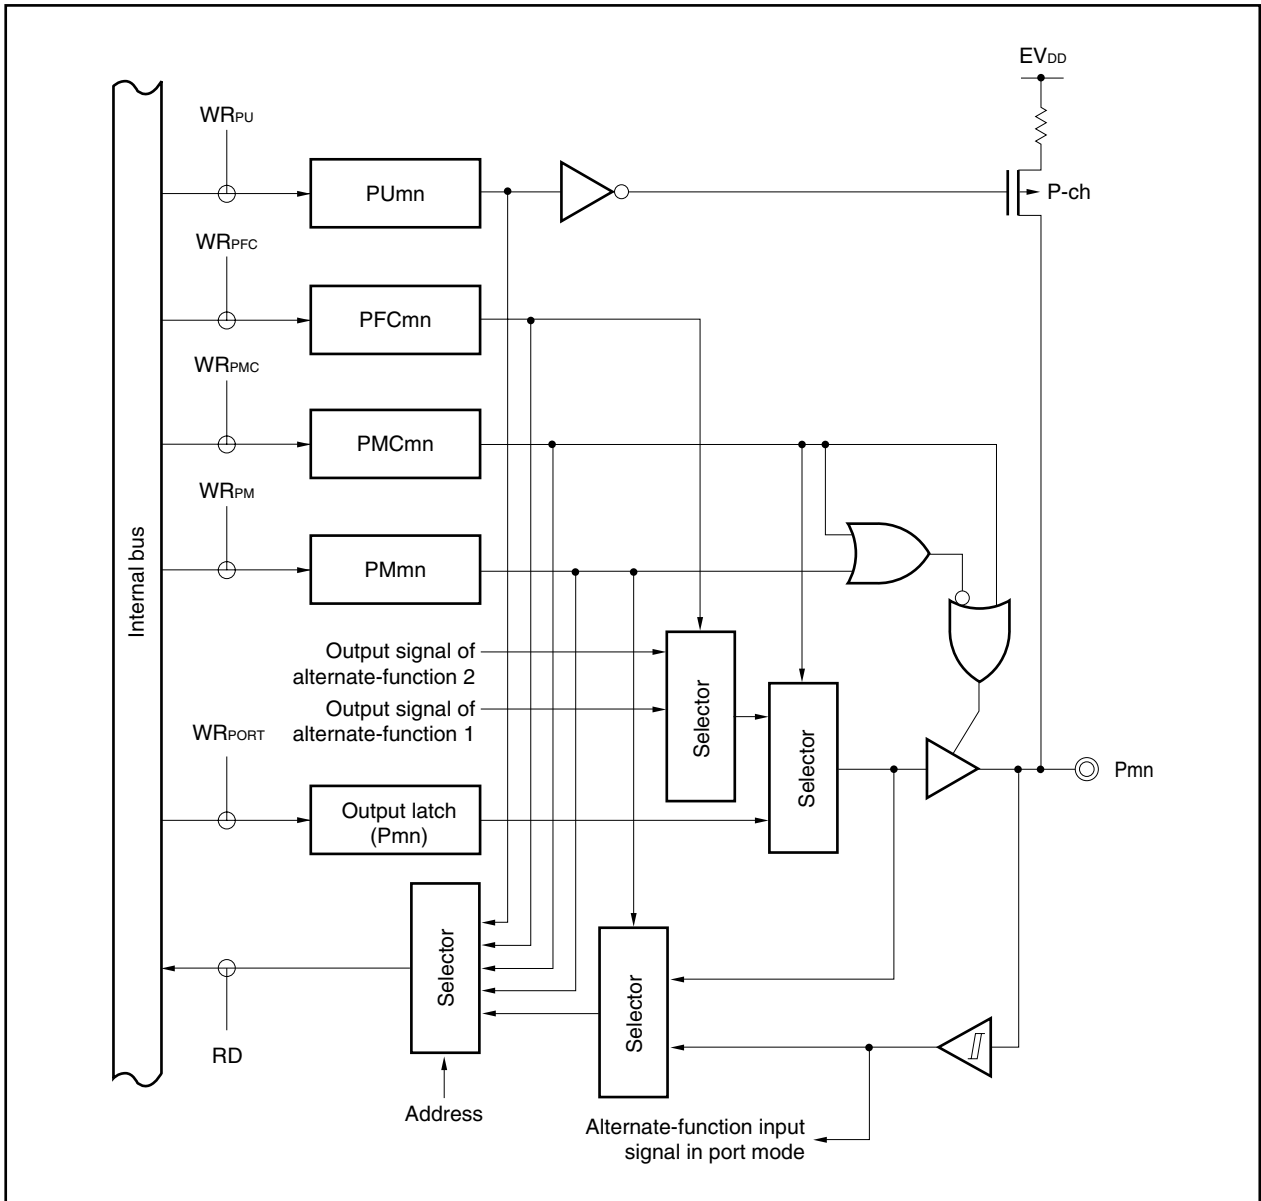 EVDD
WRPU
PUmn
P-ch
WRPFC
PFCmn
WRPMC
PMCmn
WRPM
PMmn
Internal bus
Output signal of
alternate-function 2
Output signal of
alternate-function 1
Selector
Selector
WRPORT
Output latch
(Pmn)
Pmn
Selector
Selector
RD
Address
Alternate-function input
signal in port mode